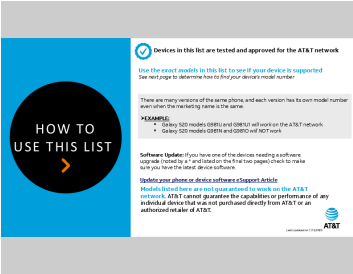 Devices in this list are tested and approved for the AT&T network
Use the exact models in this list to see if your device is supported
See next page to determine how to find your device's model number
There are many versions of the same phone, and each version has its own model number
even when the marketing name is the same.
➢EXAMPLE:
▪ Galaxy S20 models G981U and G981U1 will work on the AT&T network
▪ Galaxy S20 models G981N and G981O will NOT work
HOW TO
USE THIS LIST
Software Update: If you have one of the devices needing a software
upgrade (noted by a * and listed on the final two pages) check to make
sure you have the latest device software.
Update your phone or device software eSupport Article
Models listed here are not guaranteed to work on the AT&T
network. AT&T cannot guarantee the capabilities or performance of any
individual device that was not purchased directly from AT&T or an
authorized retailer of AT&T.
AT&T